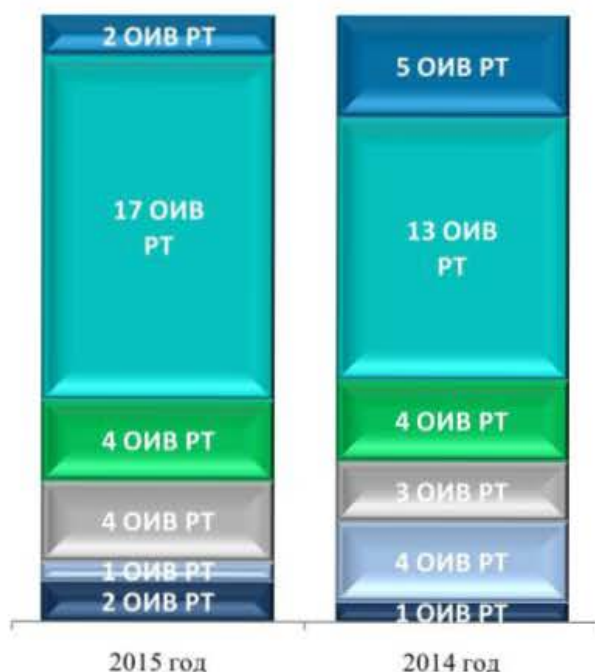 2 ОИВ РТ
17 ОИВ
РТ
4 ОИВ РТ
4 ОИВ РТ
1 ОИВ РТ
2 ОИВ РТ
2015 год
5 ОИВ РТ
13 ОИВ
РТ
4 ОИВ РТ
3 ОИВ РТ
4 ОИВ РТ
1 ОИВ РТ
2014 год